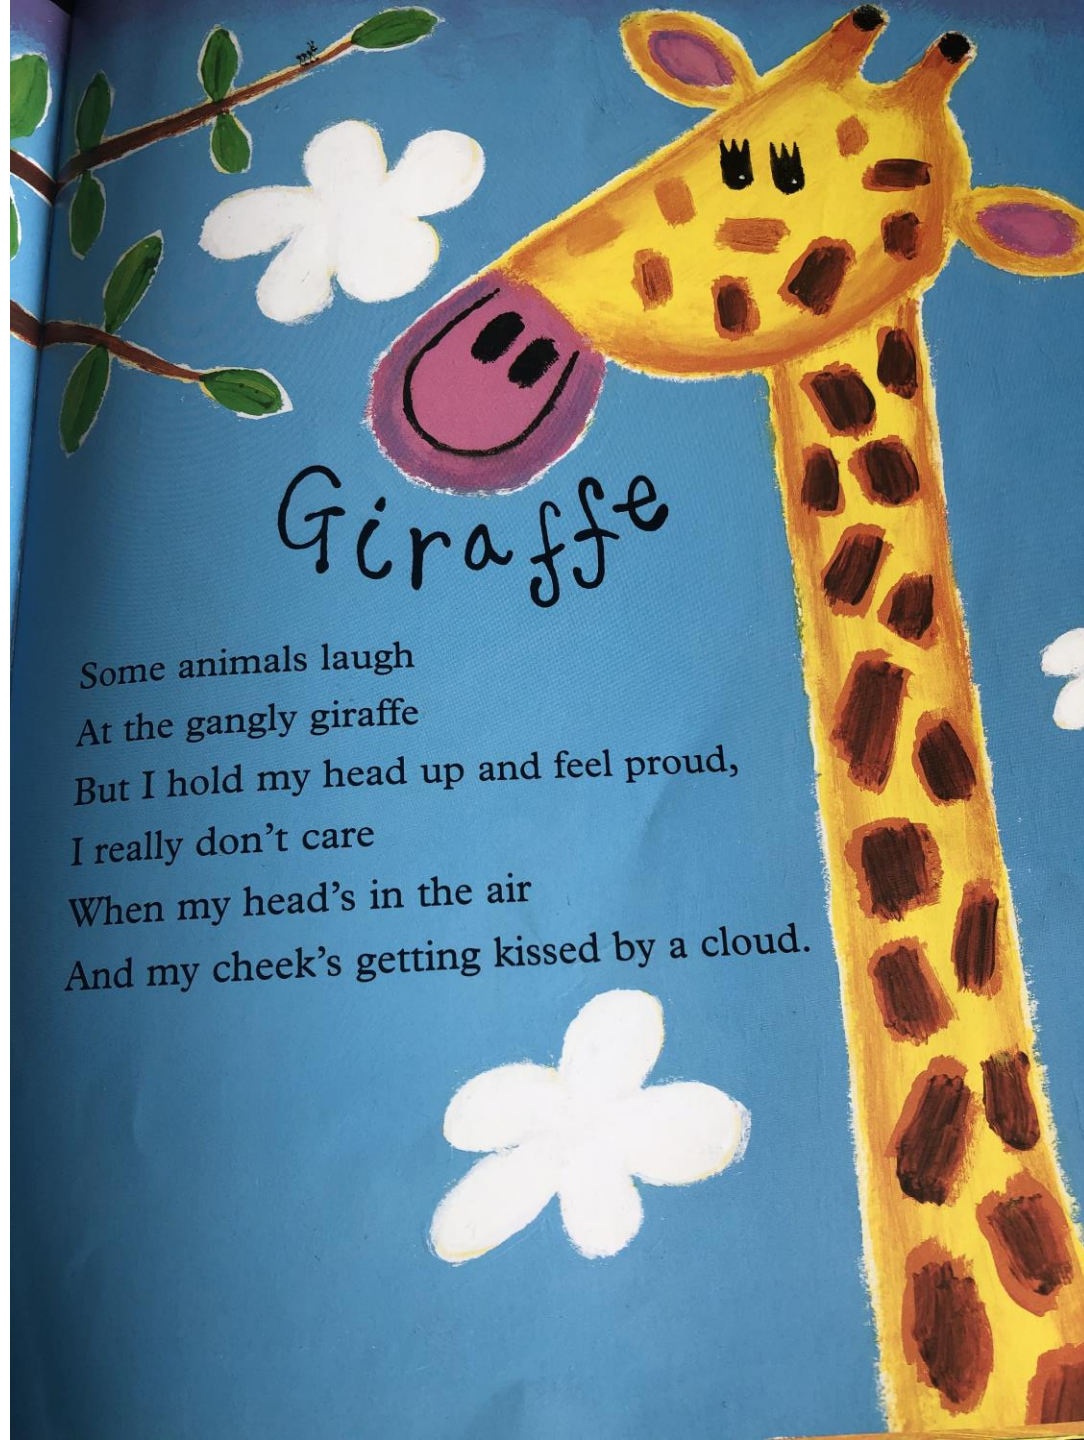 Giraffe
Some animals laugh
At the gangly giraffe
But I hold my head up and feel proud,
I really don't care
When my head's in the air
And my cheek's getting kissed by a cloud.